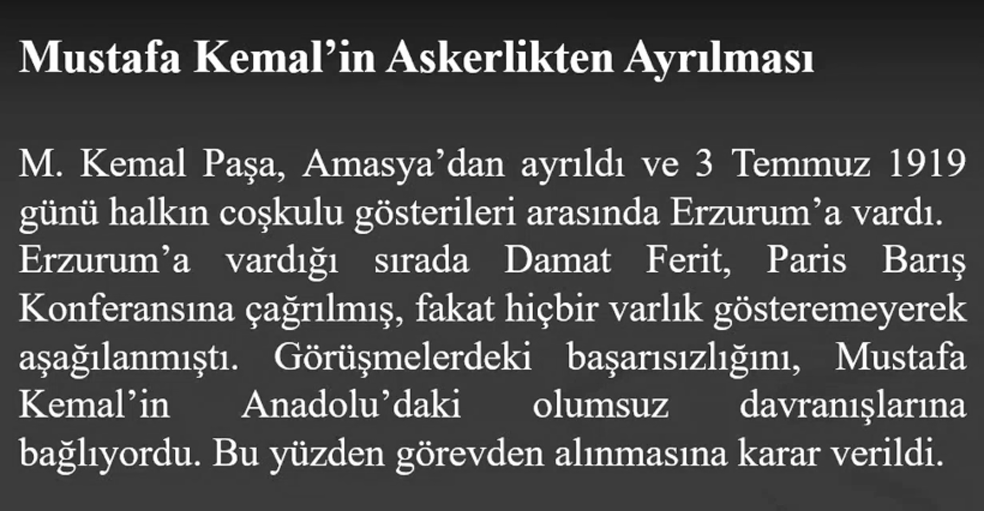 Mustafa Kemal’in Askerlikten Ayrılması
M. Kemal Paşa, Amasya’dan ayrıldı ve 3 Temmuz 1919
günü halkın coşkulu gösterileri arasında Erzurum’a vardı.
Erzurum’a vardığı sırada Damat Ferit, Paris Barış
Konferansına çağrılmış, fakat hiçbir varlık gösteremeyerek
aşağılanmıştı. Görüşmelerdeki başarısızlığını, Mustafa
Kemal’in Anadolu’daki olumsuz davranışlarına
bağlıyordu. Bu yüzden görevden alınmasına karar verildi.